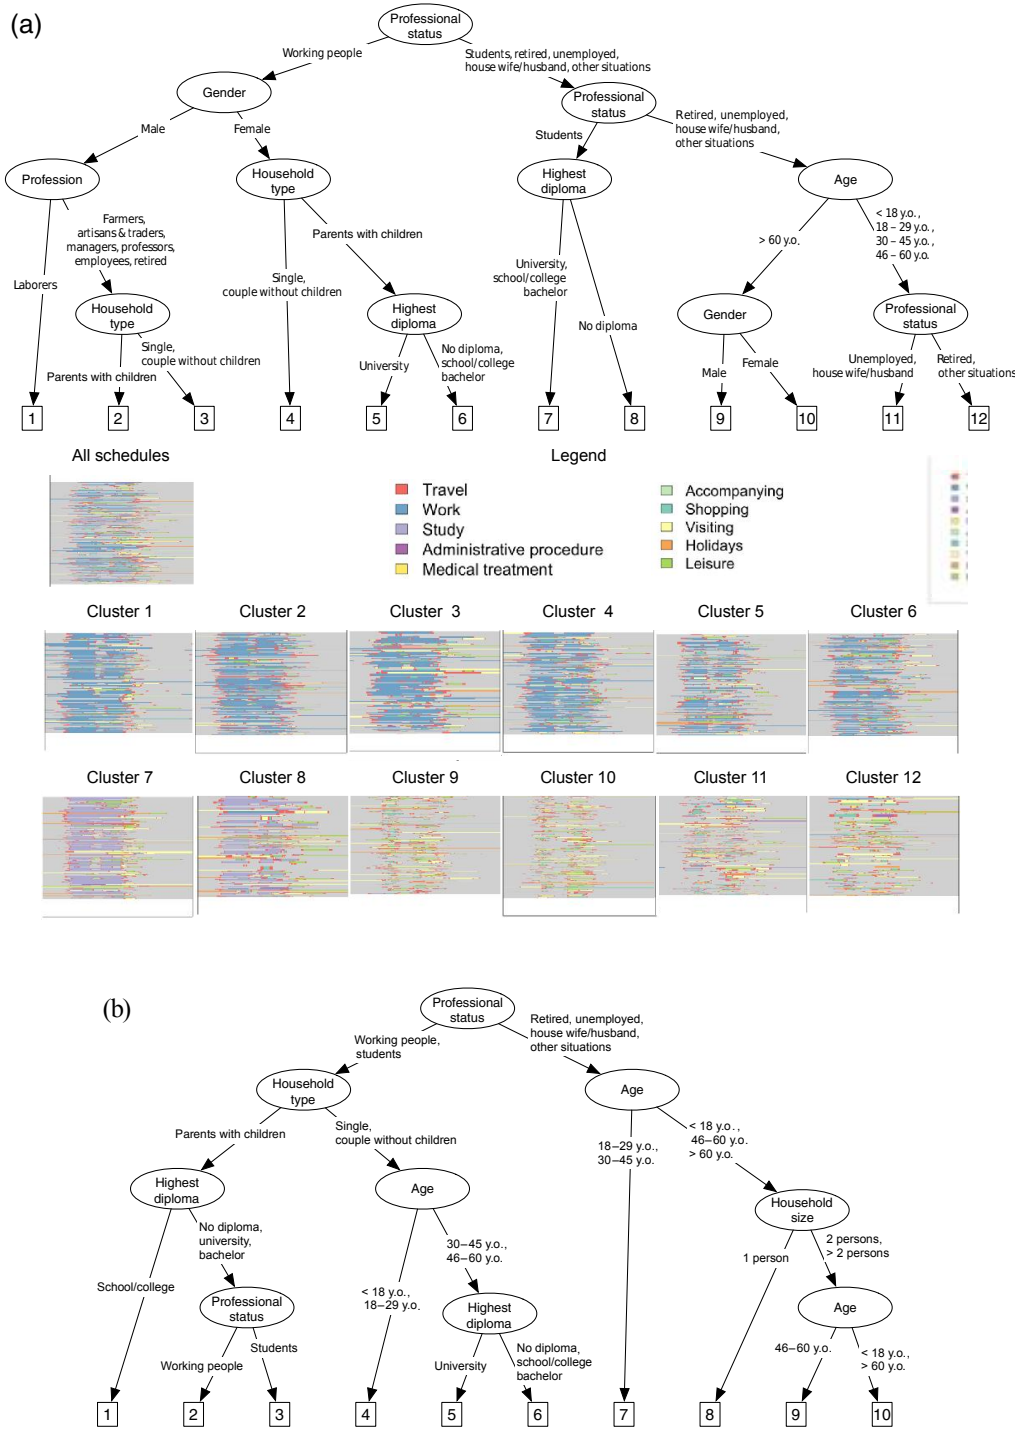 (a)
Professional
status
Working people
Students, retired, unemployed,
house wife/husband, other situations
Gender
Professional
status
Male
Female
Students
Retired, unemployed,
house wife/husband,
other situations
Profession
Household
type
Highest
diploma
Age
Laborers
Farmers,
artisans & traders,
managers, professors,
employees, retired
Single,
couple without children
Parents with children
University,
school/college
bachelor
No diploma
> 60 y.o.
< 18 y.o.,
18 – 29 y.o.,
30 – 45 y.o.,
46 – 60 y.o.
Household
type
Highest
diploma
Gender
Professional
status
Parents with children
Single,
couple without children
University
No diploma,
school/college
bachelor
Male
Female
Unemployed,
house wife/husband
Retired,
other situations
1 2 3 4 5 6 7 8 9 10 11 12
All schedules
Legend
Travel
Work
Study
Administrative procedure
Medical treatment
Accompanying
Shopping
Visiting
Holidays
Leisure
Cluster 1 Cluster 2 Cluster 3 Cluster 4 Cluster 5 Cluster 6
Cluster 7 Cluster 8 Cluster 9 Cluster 10 Cluster 11 Cluster 12
(b)
Professional
status
Working people,
students
Retired, unemployed,
house wife/husband,
other situations
Household
type
Age
Parents with children
Single,
couple without children
18–29 y.o.,
30–45 y.o.
< 18 y.o.,
46–60 y.o.
> 60 y.o.
Highest
diploma
Age
Household
size
School/college
No diploma,
university,
bachelor
< 18 y.o.,
18–29 y.o.
30–45 y.o.,
46–60 y.o.
1 person
2 persons,
> 2 persons
Professional
status
Highest
diploma
Age
Working people
Students
University
No diploma,
school/college
bachelor
46–60 y.o.
< 18 y.o.,
> 60 y.o.
1 2 3 4 5 6 7 8 9 10